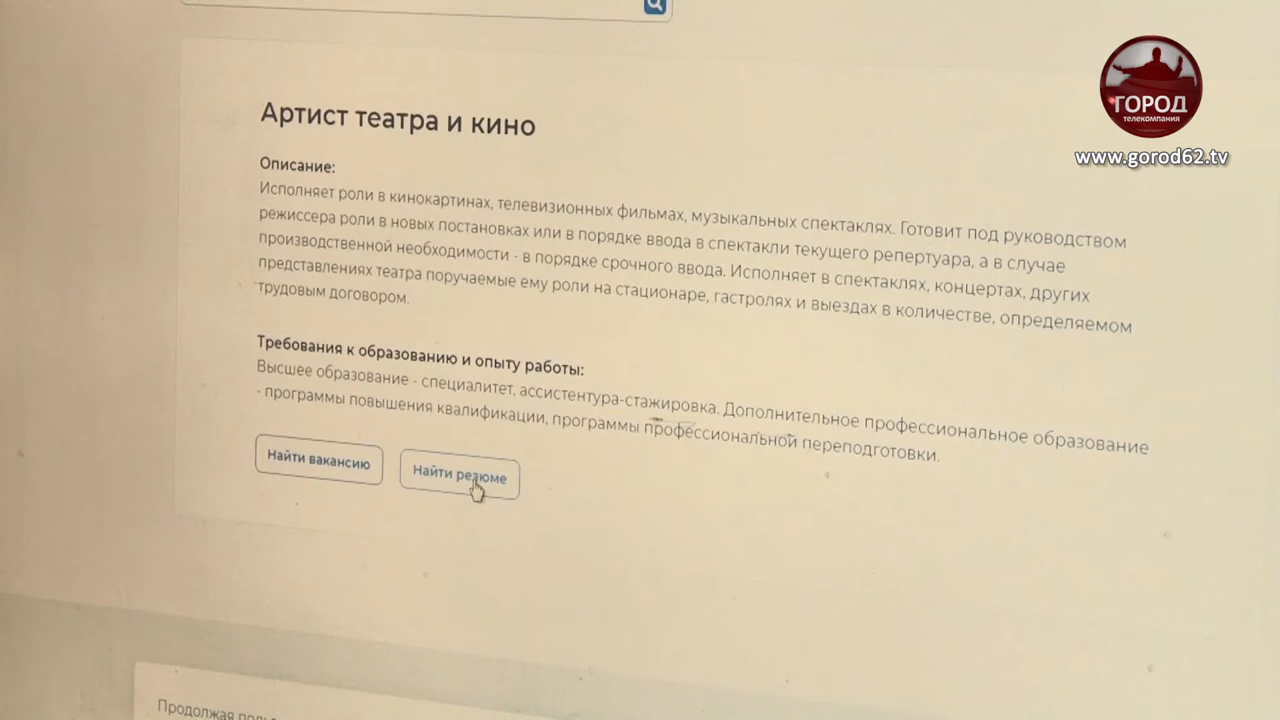 ГОРОД
телекомпания
www.gorod62.tv
Артист театра и кино
Описание:
Исполняет роли в кинокартинах, телевизионных фильмах, музыкальных спектаклях. Готовит под руководством
режиссера роли в новых постановках или в порядке ввода в спектакли текущего репертуара, а в случае
производственной необходимости - в порядке срочного ввода. Исполняет в спектаклях, концертах, других
представлениях театра поручаемые ему роли на стационаре, гастролях и выездах в количестве, определяемом
трудовым договором.
Требования к образованию и опыту работы:
Высшее образование - специалитет, ассистентура-стажировка. Дополнительное профессиональное образование
- программы повышения квалификации, программы профессиональной переподготовки.
Найти вакансию
Найти резюме
Продолжая